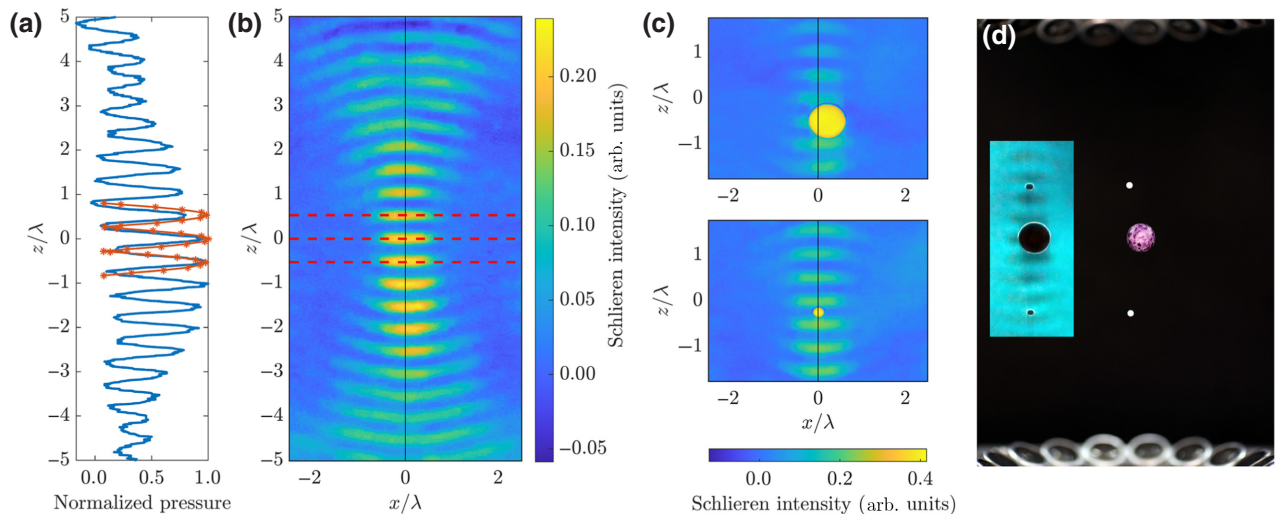 (a)
5
4
3
2
1
0
−1
−2
−3
−4
−5
z/λ
0.0 0.5 1.0
Normalized pressure
(b)
5
4
3
2
1
0
−1
−2
−3
−4
−5
z/λ
−2 0 2
x/λ
0.20
0.15
0.10
0.05
0.00
−0.05
Schlieren intensity (arb. units)
(c)
1
0
−1
z/λ
−2 0 2
1
0
−1
z/λ
−2 0 2
x/λ
0.0 0.2 0.4
Schlieren intensity (arb. units)
(d)